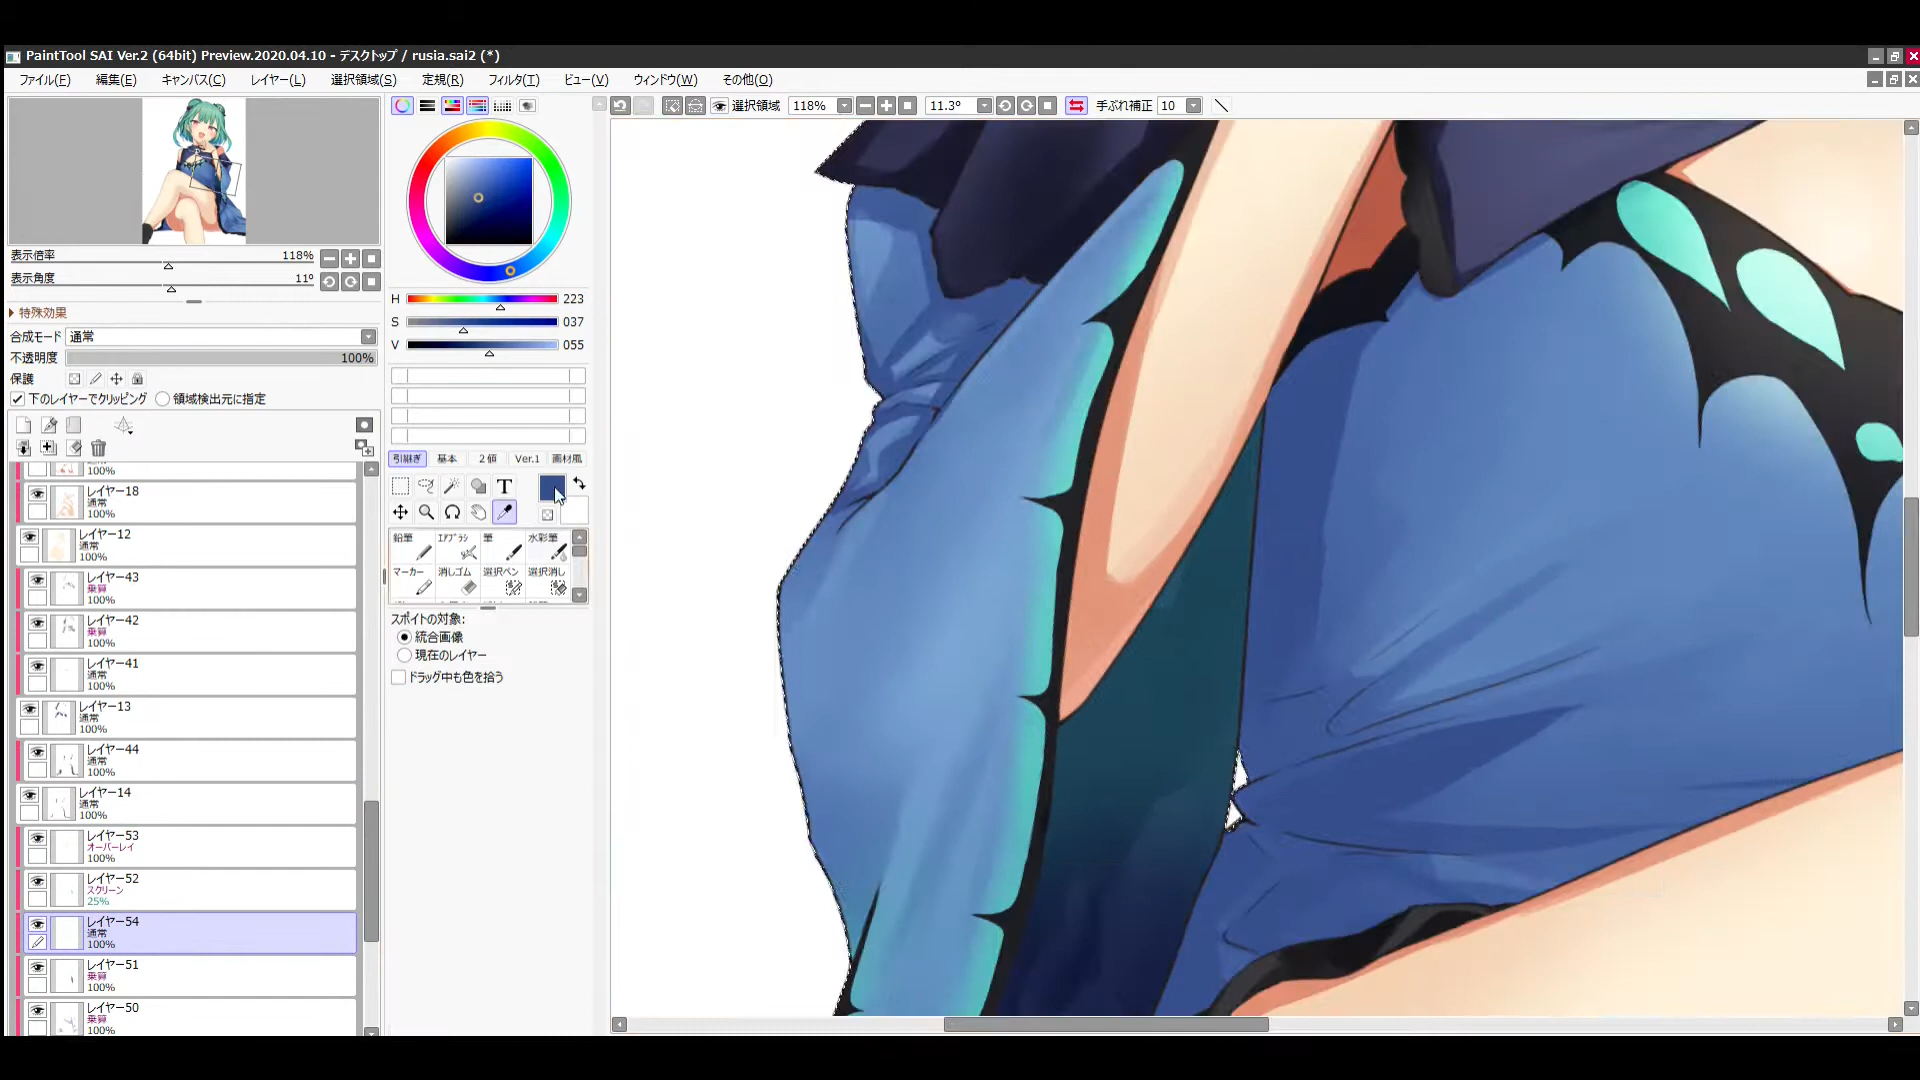 PaintTool SAI Ver.2 (64bit) Preview.2020.04.10 - デスクトップ / rusia.sai2 (*)
ファイル(F) 編集(E) キャンバス(C) レイヤー(L) 選択領域(S) 定規(R) フィルタ(T) ビュー(V) ウィンドウ(W) その他(O)
選択領域 118% 11.3° 手ぶれ補正 10
表示倍率 118%
表示角度 11°
特殊効果
合成モード 通常
不透明度 100%
保護
下のレイヤーでクリッピング 領域検出元に指定
100%
レイヤー18
通常
100%
レイヤー12
通常
100%
レイヤー43
乗算
100%
レイヤー42
乗算
100%
レイヤー41
通常
100%
レイヤー13
通常
100%
レイヤー44
通常
100%
レイヤー14
通常
100%
レイヤー53
オーバーレイ
100%
レイヤー52
スクリーン
25%
レイヤー54
通常
100%
レイヤー51
乗算
100%
レイヤー50
乗算
100%
H 223
S 037
V 055
引継ぎ 基本 2値 Ver.1 画材風
T
鉛筆 エアブラシ 筆 水彩筆
マーカー 消しゴム 選択ペン 選択消し
スポイトの対象:
統合画像
現在のレイヤー
ドラッグ中も色を拾う